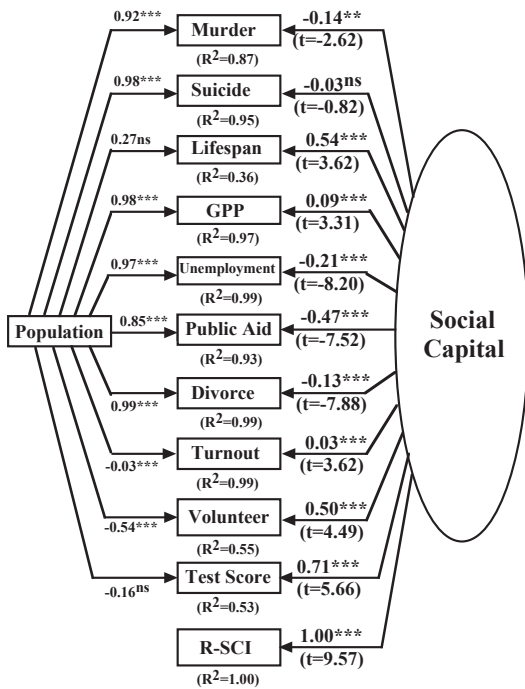 0.92*** Murder -0.14**
(R²=0.87) (t=-2.62)
0.98*** Suicide -0.03ns
(R²=0.95) (t=-0.82)
0.27ns Lifespan 0.54***
(R²=0.36) (t=3.62)
0.98*** GPP 0.09***
(R²=0.97) (t=3.31)
0.97*** Unemployment -0.21***
(R²=0.99) (t=-8.20)
Population 0.85*** Public Aid -0.47*** Social Capital
(R²=0.93) (t=-7.52)
0.99*** Divorce -0.13***
(R²=0.99) (t=-7.88)
-0.03*** Turnout 0.03***
(R²=0.99) (t=3.62)
-0.54*** Volunteer 0.50***
(R²=0.55) (t=4.49)
-0.16ns Test Score 0.71***
(R²=0.53) (t=5.66)
R-SCI 1.00***
(R²=1.00) (t=9.57)